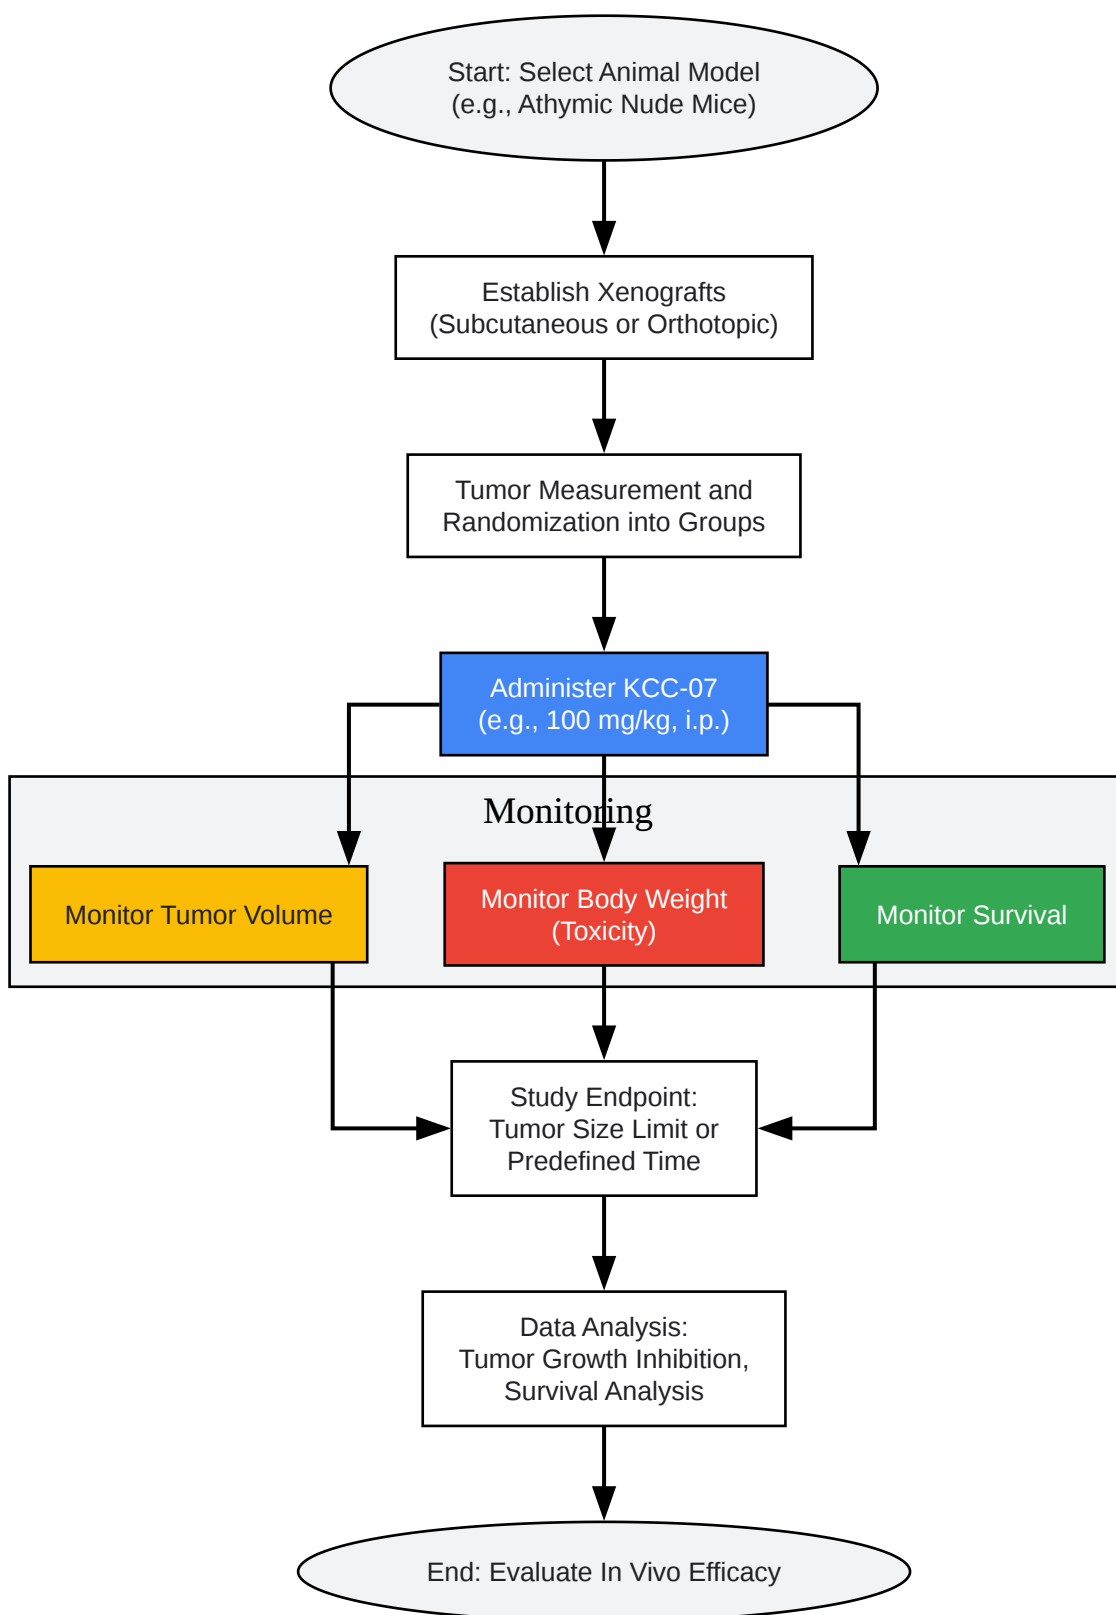 Start: Select Animal Model
(e.g., Athymic Nude Mice)
Establish Xenografts
(Subcutaneous or Orthotopic)
Tumor Measurement and
Randomization into Groups
Administer KCC-07
(e.g., 100 mg/kg, i.p.)
Monitoring
Monitor Tumor Volume
Monitor Body Weight
(Toxicity)
Monitor Survival
Study Endpoint:
Tumor Size Limit or
Predefined Time
Data Analysis:
Tumor Growth Inhibition,
Survival Analysis
End: Evaluate In Vivo Efficacy